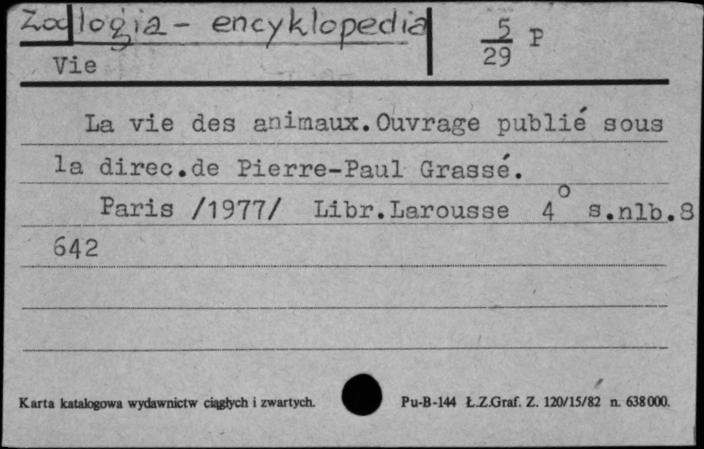 Zoologia - encyklopedia
5
29 P
Vie
La vie des animaux. Ouvrage publié sous
la direc. de Pierre-Paul Grassé.
Paris /1977/ Libr. Larousse 4° s.nlb. 8
642
Karta katalogowa wydawnictw ciągłych i zwartych.
Pu-B-144 Ł.Z.Graf. Z. 120/15/82 n. 638000.